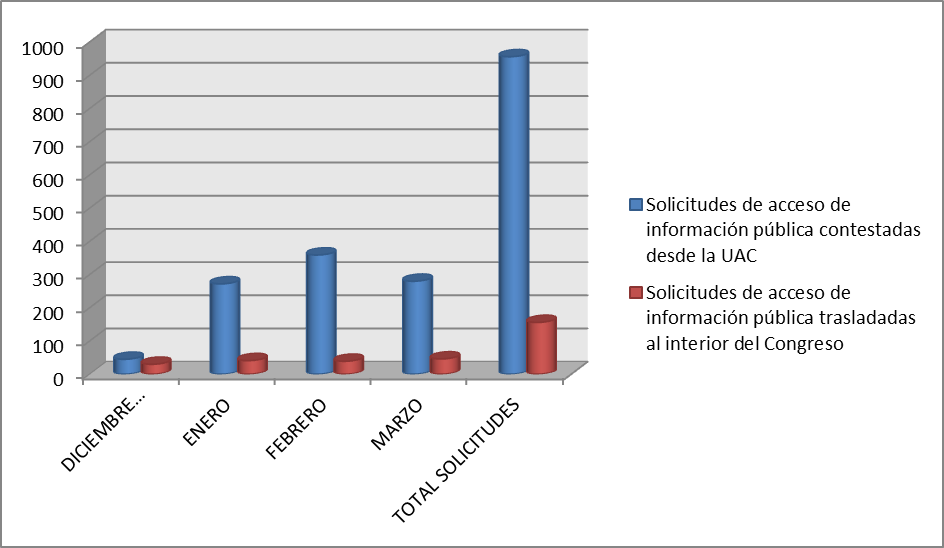 1000
900
800
700
600
500
400
300
200
100
0
DICIEMBRE...
ENERO
FEBRERO
MARZO
TOTAL SOLICITUDES
Solicitudes de acceso de
información pública contestadas
desde la UAC
Solicitudes de acceso de
información pública trasladadas
al interior del Congreso